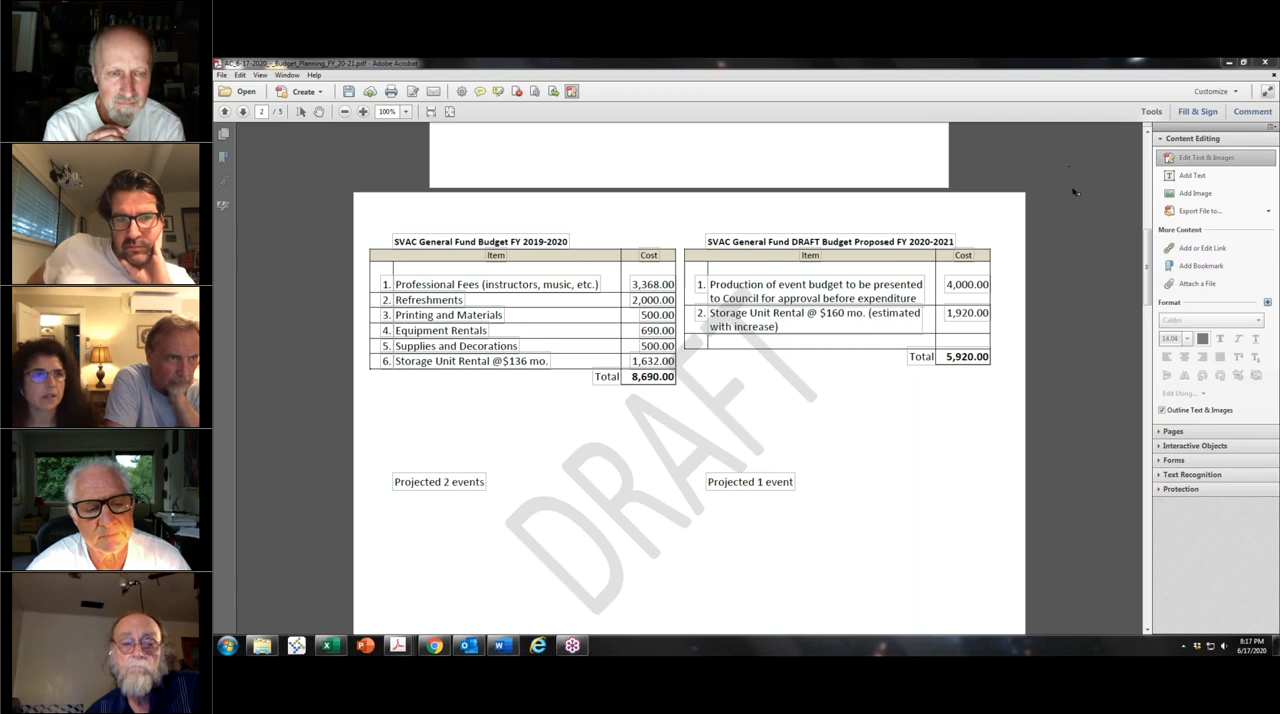 AC_6-17-2020_-_Budget_Planning_FY_20-21.pdf - Adobe Acrobat
File Edit View Window Help
Open Create Customize
2 / 5 100% Tools Fill & Sign Comment
Content Editing
Edit Text & Images
Add Text
Add Image
Export File to...
More Content
Add or Edit Link
Add Bookmark
Attach a File
Format
Calibri
14.04
Edit Using...
Outline Text & Images
Pages
Interactive Objects
Forms
Text Recognition
Protection
SVAC General Fund Budget FY 2019-2020
Item Cost
1. Professional Fees (instructors, music, etc.) 3,368.00
2. Refreshments 2,000.00
3. Printing and Materials 500.00
4. Equipment Rentals 690.00
5. Supplies and Decorations 500.00
6. Storage Unit Rental @$136 mo. 1,632.00
Total 8,690.00
Projected 2 events
SVAC General Fund DRAFT Budget Proposed FY 2020-2021
Item Cost
1. Production of event budget to be presented 4,000.00
to Council for approval before expenditure
2. Storage Unit Rental @ $160 mo. (estimated 1,920.00
with increase)
Total 5,920.00
Projected 1 event
DRAFT
8:17 PM
6/17/2020